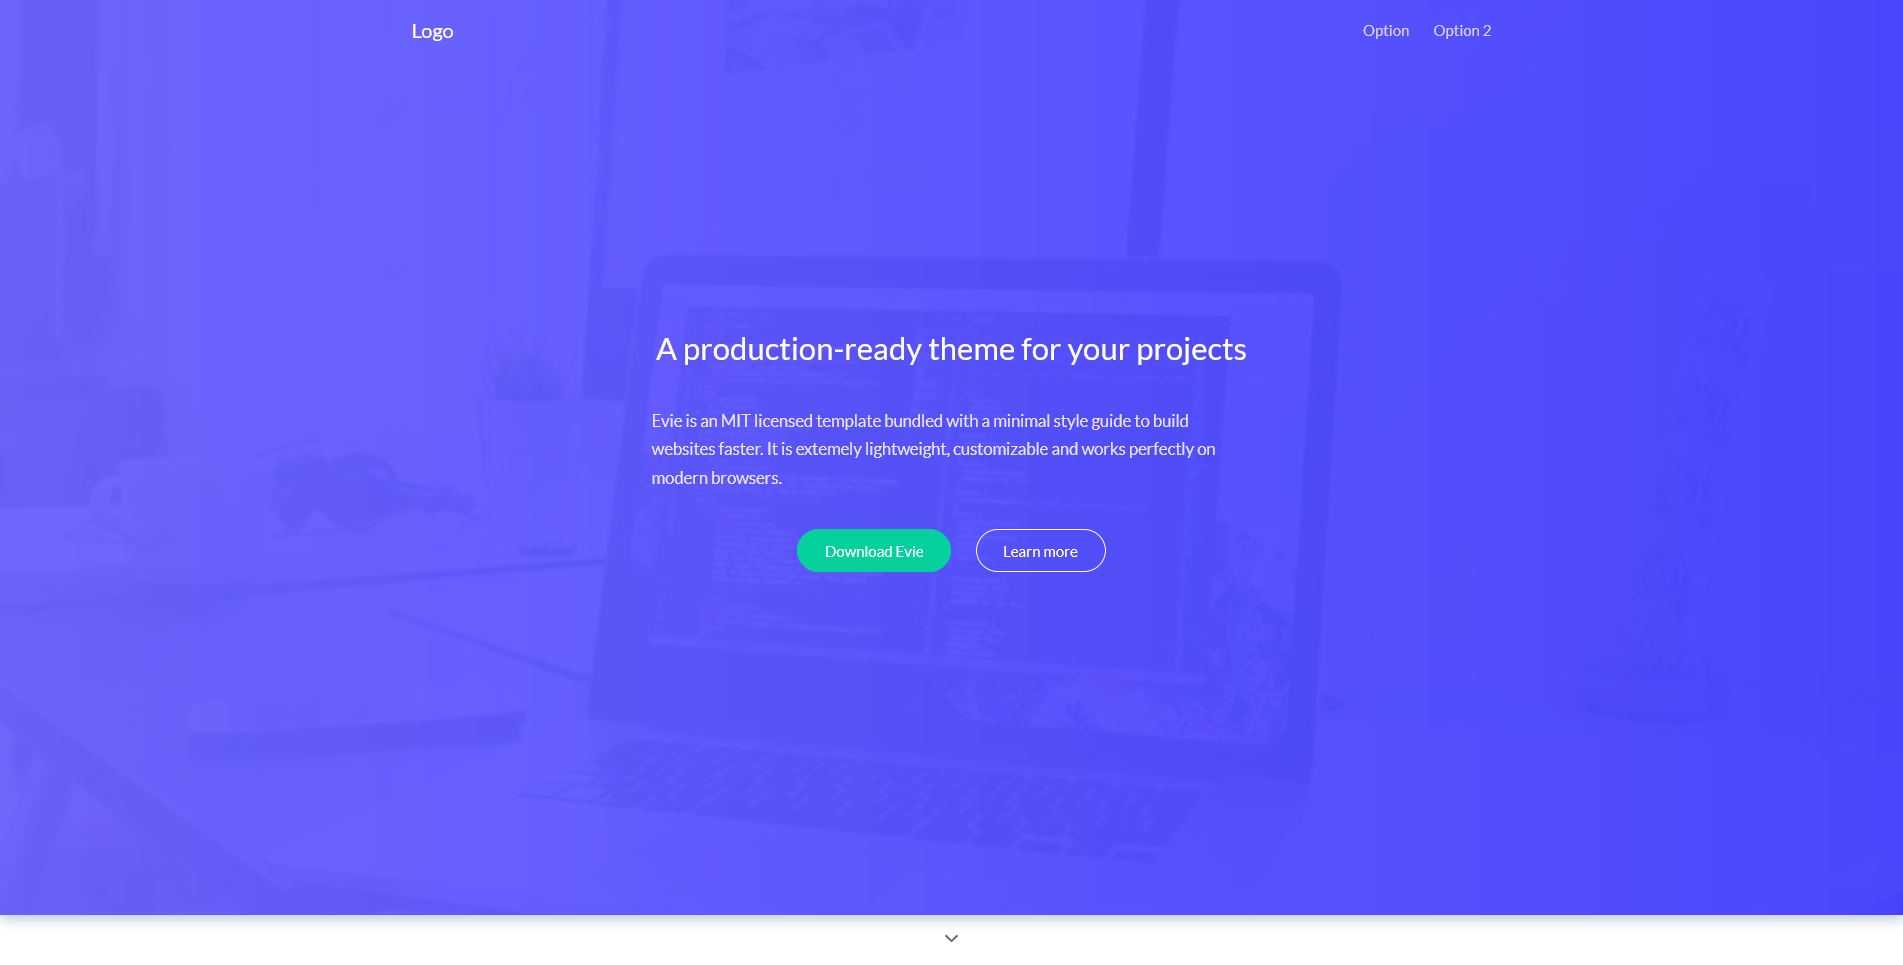 Logo
Option
Option 2
A production-ready theme for your projects
Evie is an MIT licensed template bundled with a minimal style guide to build
websites faster. It is extemely lightweight, customizable and works perfectly on
modern browsers.
Download Evie
Learn more